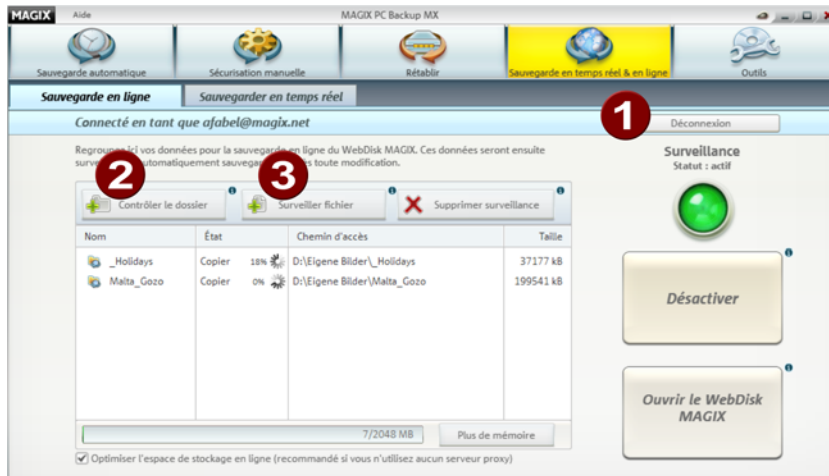 MAGIX Aide MAGIX PC Backup MX
Sauvegarde automatique Sécurisation manuelle Rétablir Sauvegarde en temps réel & en ligne Outils
Sauvegarde en ligne Sauvegarder en temps réel
1
Connecté en tant que afabel@magix.net Déconnexion
Regroupez ici vos données pour la sauvegarde en ligne du WebDisk MAGIX. Ces données seront ensuite
automatiquement toute modification.
Surveillance
Statut : actif
2 3
Contrôler le dossier Surveiller fichier Supprimer surveillance
Nom État Chemin d'accès Taille
_Holidays Copier 18% D:\Eigene Bilder\_Holidays 37177 kB
Malta_Gozo Copier 0% D:\Eigene Bilder\Malta_Gozo 199541 kB
Désactiver
Ouvrir le WebDisk
MAGIX
7/2048 MB Plus de mémoire
Optimiser l'espace de stockage en ligne (recommandé si vous n'utilisez aucun serveur proxy)